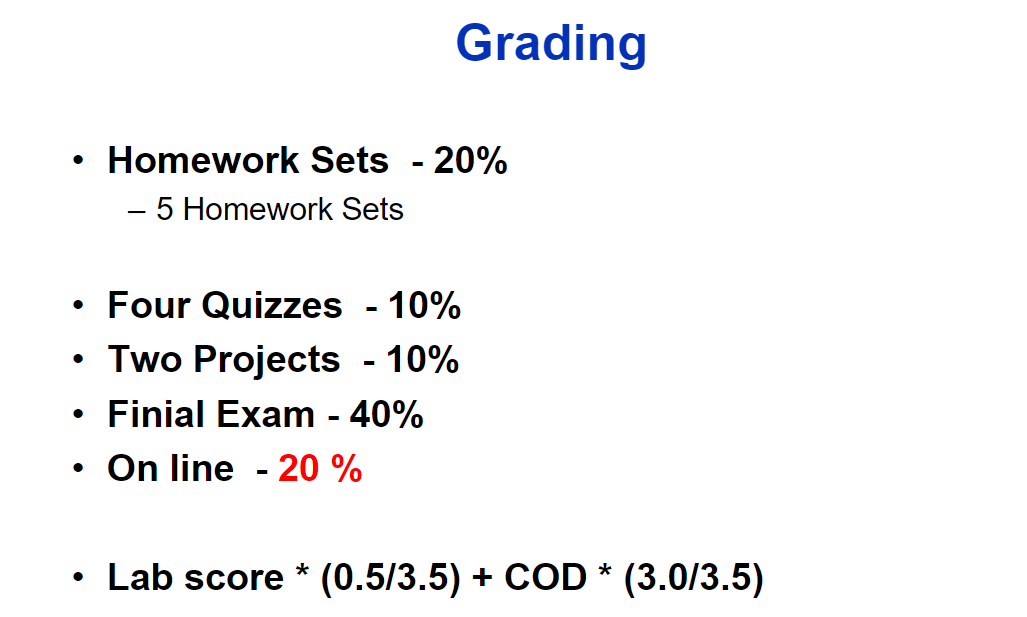 Grading
• Homework Sets - 20%
– 5 Homework Sets
• Four Quizzes - 10%
• Two Projects - 10%
• Finial Exam - 40%
• On line - 20 %
• Lab score * (0.5/3.5) + COD * (3.0/3.5)